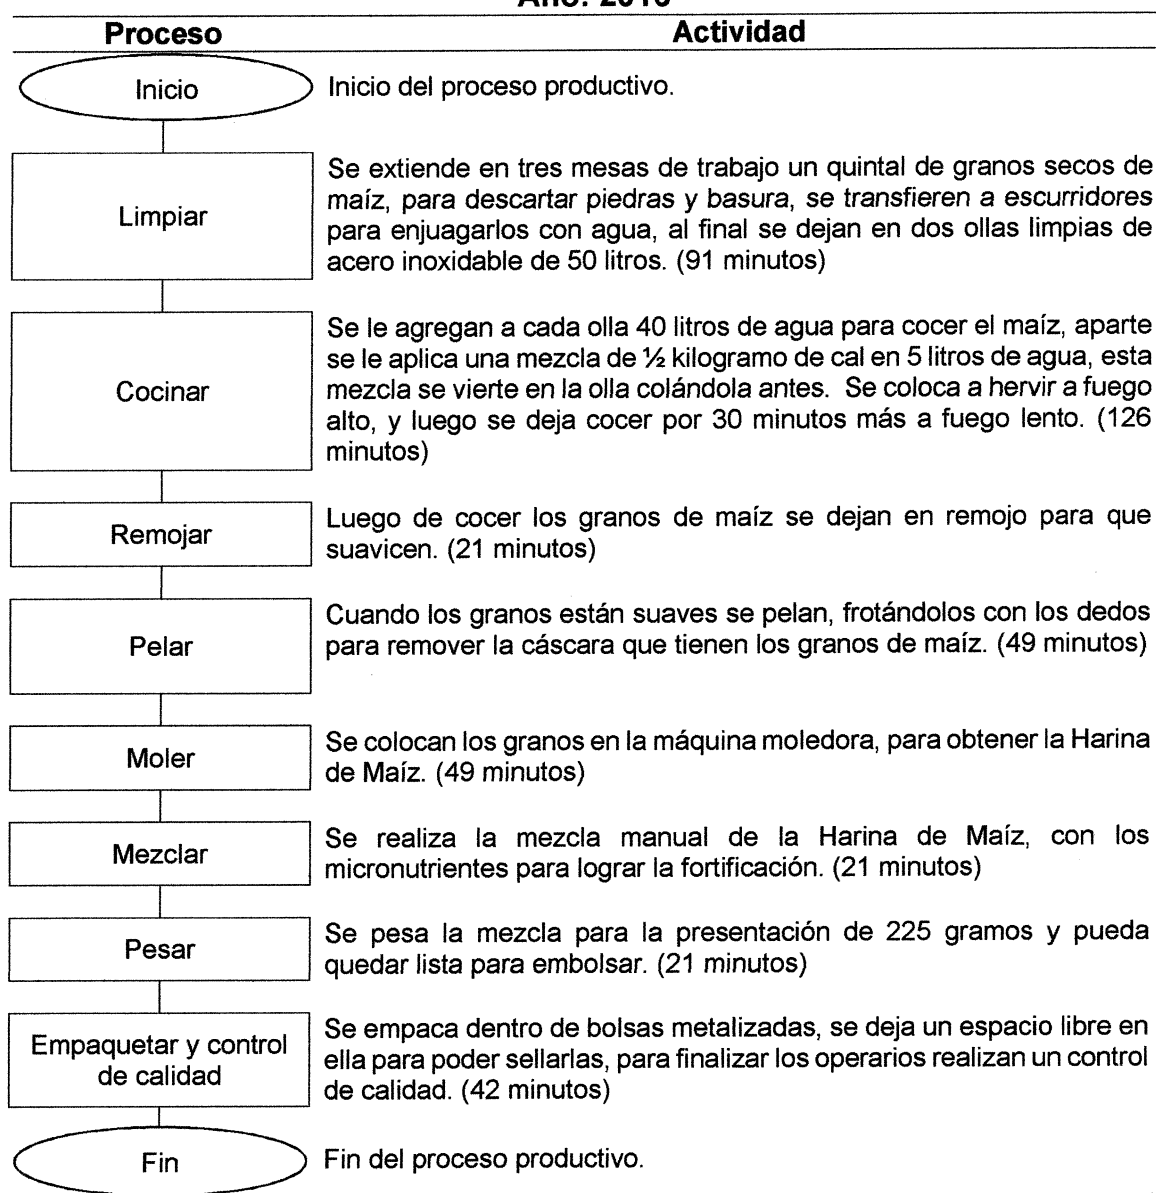 Proceso Actividad
Inicio Inicio del proceso productivo.
Limpiar
Se extiende en tres mesas de trabajo un quintal de granos secos de
maíz, para descartar piedras y basura, se transfieren a escurridores
para enjuagarlos con agua, al final se dejan en dos ollas limpias de
acero inoxidable de 50 litros. (91 minutos)
Cocinar
Se le agregan a cada olla 40 litros de agua para cocer el maíz, aparte
se le aplica una mezcla de ½ kilogramo de cal en 5 litros de agua, esta
mezcla se vierte en la olla colándola antes. Se coloca a hervir a fuego
alto, y luego se deja cocer por 30 minutos más a fuego lento. (126
minutos)
Remojar
Luego de cocer los granos de maíz se dejan en remojo para que
suavicen. (21 minutos)
Pelar
Cuando los granos están suaves se pelan, frotándolos con los dedos
para remover la cáscara que tienen los granos de maíz. (49 minutos)
Moler
Se colocan los granos en la máquina moledora, para obtener la Harina
de Maíz. (49 minutos)
Mezclar
Se realiza la mezcla manual de la Harina de Maíz, con los
micronutrientes para lograr la fortificación. (21 minutos)
Pesar
Se pesa la mezcla para la presentación de 225 gramos y pueda
quedar lista para embolsar. (21 minutos)
Empaquetar y control
de calidad
Se empaca dentro de bolsas metalizadas, se deja un espacio libre en
ella para poder sellarlas, para finalizar los operarios realizan un control
de calidad. (42 minutos)
Fin Fin del proceso productivo.